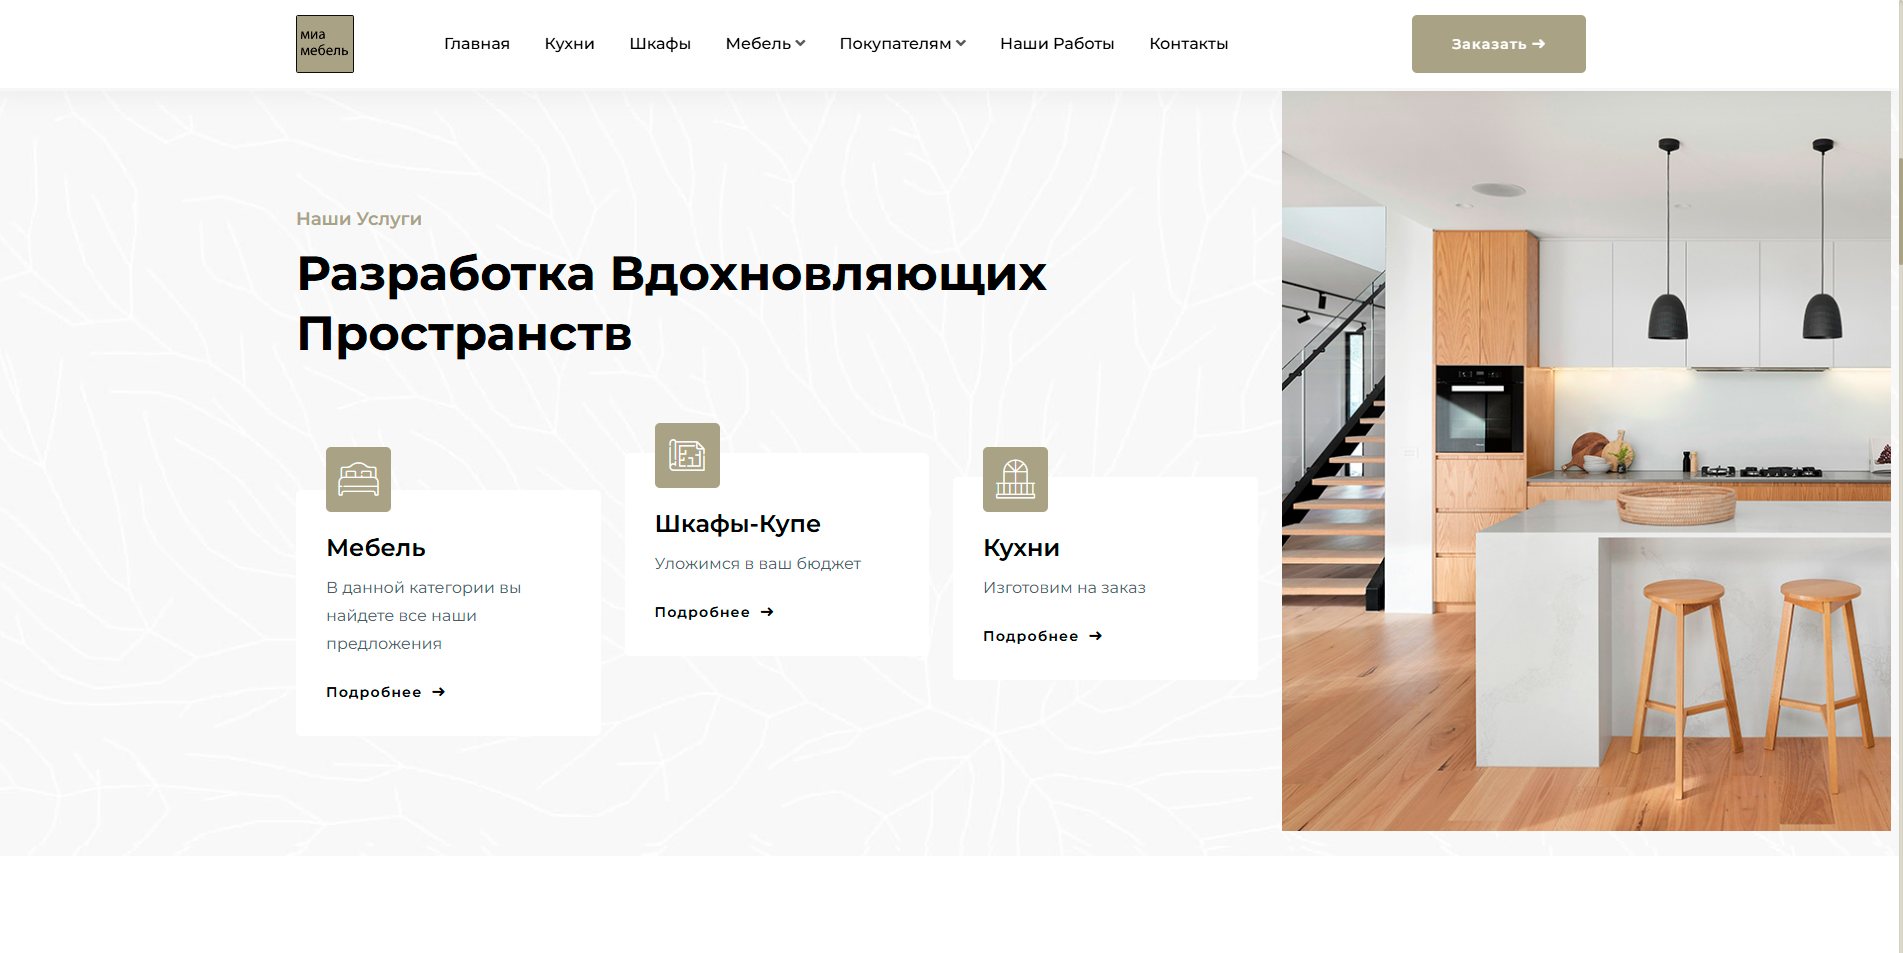 миа
мебель
Главная Кухни Шкафы Мебель Покупателям Наши Работы Контакты
Заказать ➔
Наши Услуги
Разработка Вдохновляющих
Пространств
Мебель
В данной категории вы
найдете все наши
предложения
Подробнее ➔
Шкафы-Купе
Уложимся в ваш бюджет
Подробнее ➔
Кухни
Изготовим на заказ
Подробнее ➔